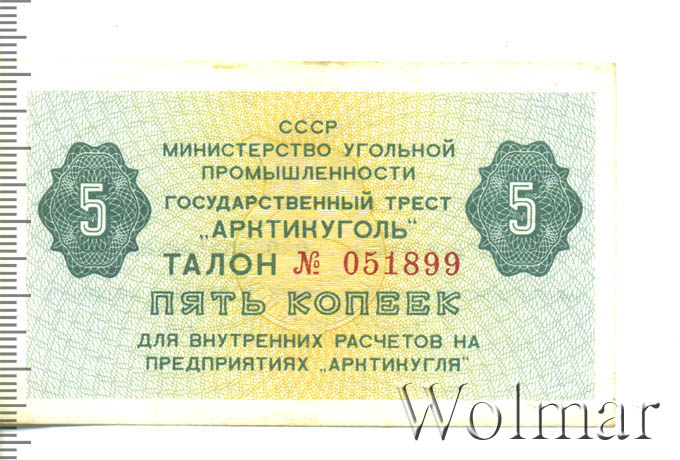 СССР
МИНИСТЕРСТВО УГОЛЬНОЙ
ПРОМЫШЛЕННОСТИ
ГОСУДАРСТВЕННЫЙ ТРЕСТ
„АРКТИКУГОЛЬ"
5 5
ТАЛОН № 051899
ПЯТЬ КОПЕЕК
ДЛЯ ВНУТРЕННИХ РАСЧЕТОВ НА
ПРЕДПРИЯТИЯХ „АРКТИКУГЛЯ"
Wolmar